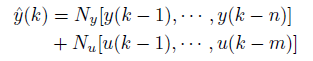 ŷ(k) = N_y[y(k − 1), ⋯ , y(k − n)]
+ N_u[u(k − 1), ⋯ , u(k − m)]